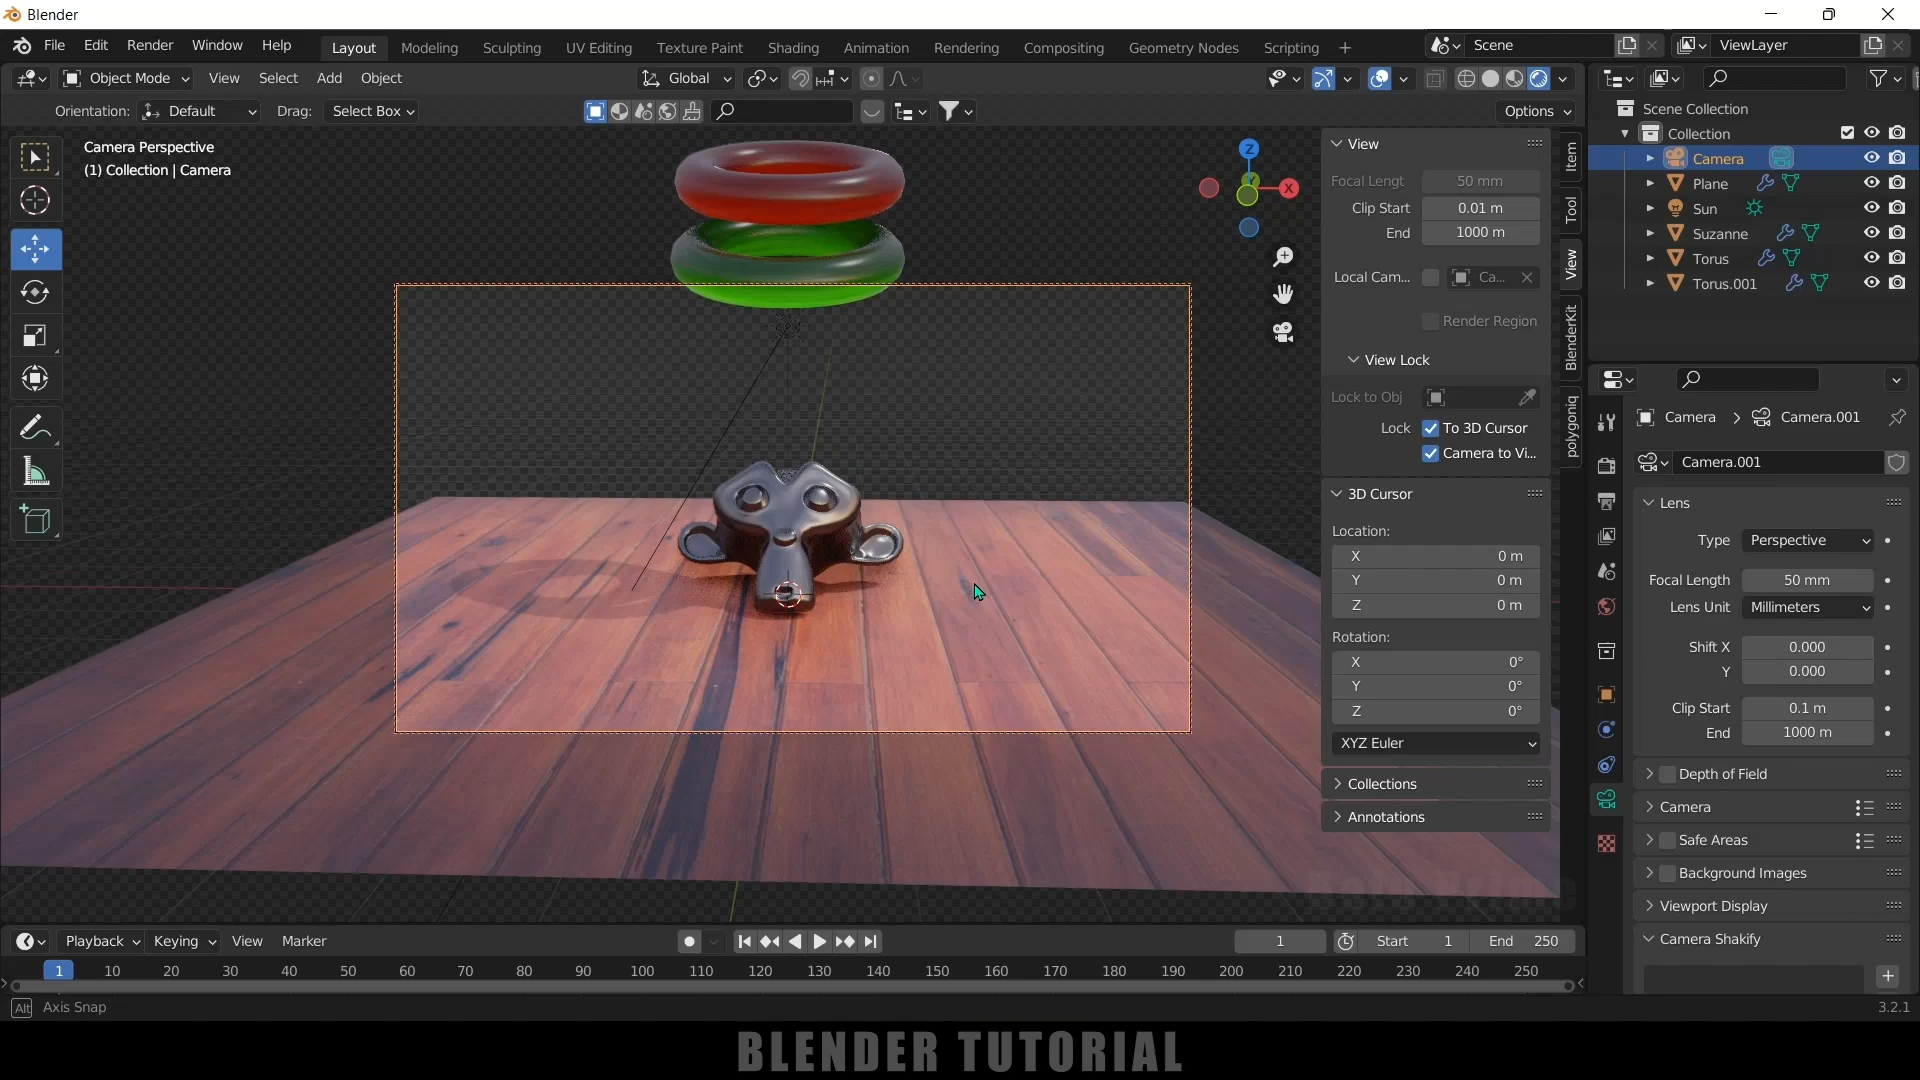 Blender
File Edit Render Window Help
Layout Modeling Sculpting UV Editing Texture Paint Shading Animation Rendering Compositing Geometry Nodes Scripting +
Scene
ViewLayer
Object Mode View Select Add Object
Global
Orientation: Default Drag: Select Box
Options
Camera Perspective
(1) Collection | Camera
Z
X
Y
View
Focal Lengt 50 mm
Clip Start 0.01 m
End 1000 m
Local Cam... Ca...
Render Region
View Lock
Lock to Obj
Lock To 3D Cursor
Camera to Vi...
3D Cursor
Location:
X 0 m
Y 0 m
Z 0 m
Rotation:
X 0°
Y 0°
Z 0°
XYZ Euler
Collections
Annotations
Item
Tool
View
BlenderKit
polygoniq
Scene Collection
Collection
Camera
Plane
Sun
Suzanne
Torus
Torus.001
Camera > Camera.001
Camera.001
Lens
Type Perspective
Focal Length 50 mm
Lens Unit Millimeters
Shift X 0.000
Y 0.000
Clip Start 0.1 m
End 1000 m
Depth of Field
Camera
Safe Areas
Background Images
Viewport Display
Camera Shakify
Playback Keying View Marker
1
Start 1
End 250
1 10 20 30 40 50 60 70 80 90 100 110 120 130 140 150 160 170 180 190 200 210 220 230 240 250
Alt Axis Snap
3.2.1
BLENDER TUTORIAL